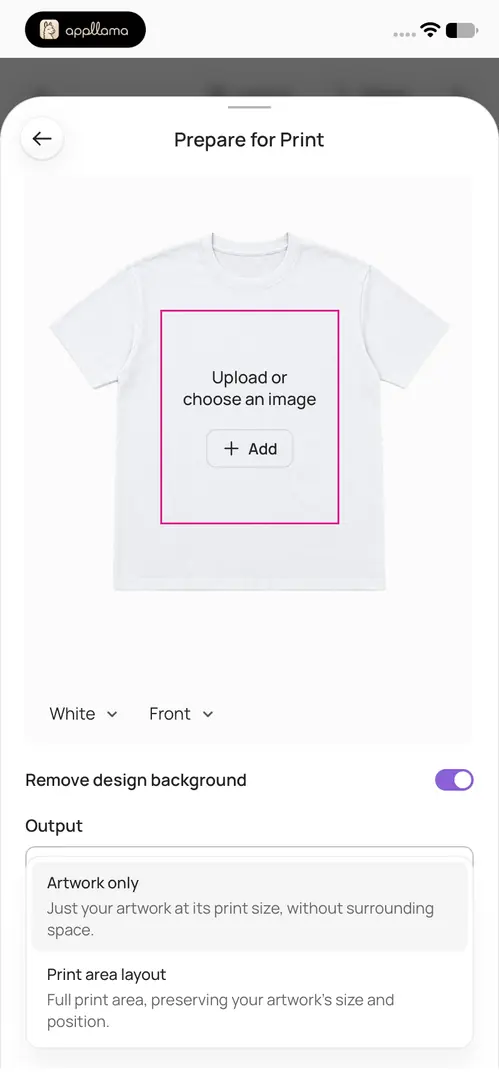 appllama
Prepare for Print
Upload or
choose an image
+ Add
White
Front
Remove design background
Output
Artwork only
Just your artwork at its print size, without surrounding
space.
Print area layout
Full print area, preserving your artwork's size and
position.